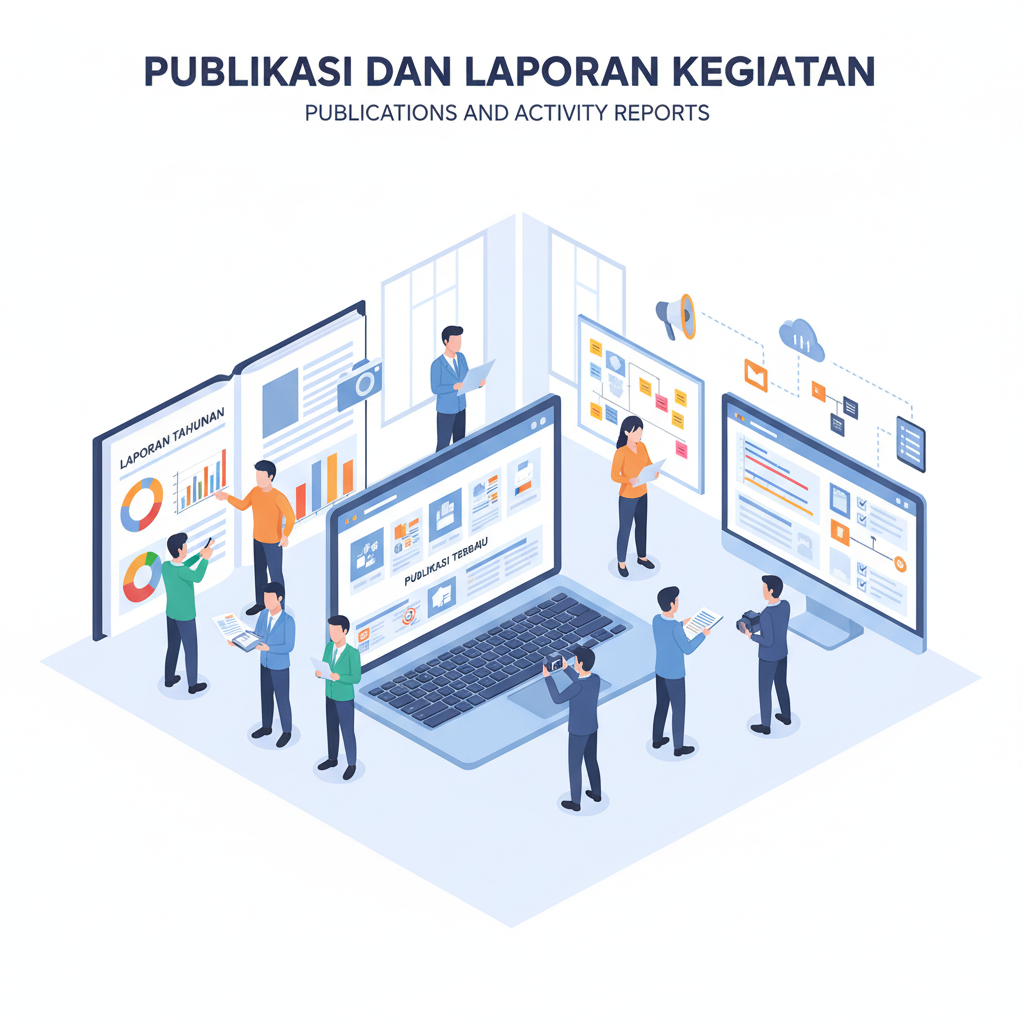 PUBLIKASI DAN LAPORAN KEGIATAN
PUBLICATIONS AND ACTIVITY REPORTS
LAPORAN TAHUNAN
PUBLIKASI TERBAU